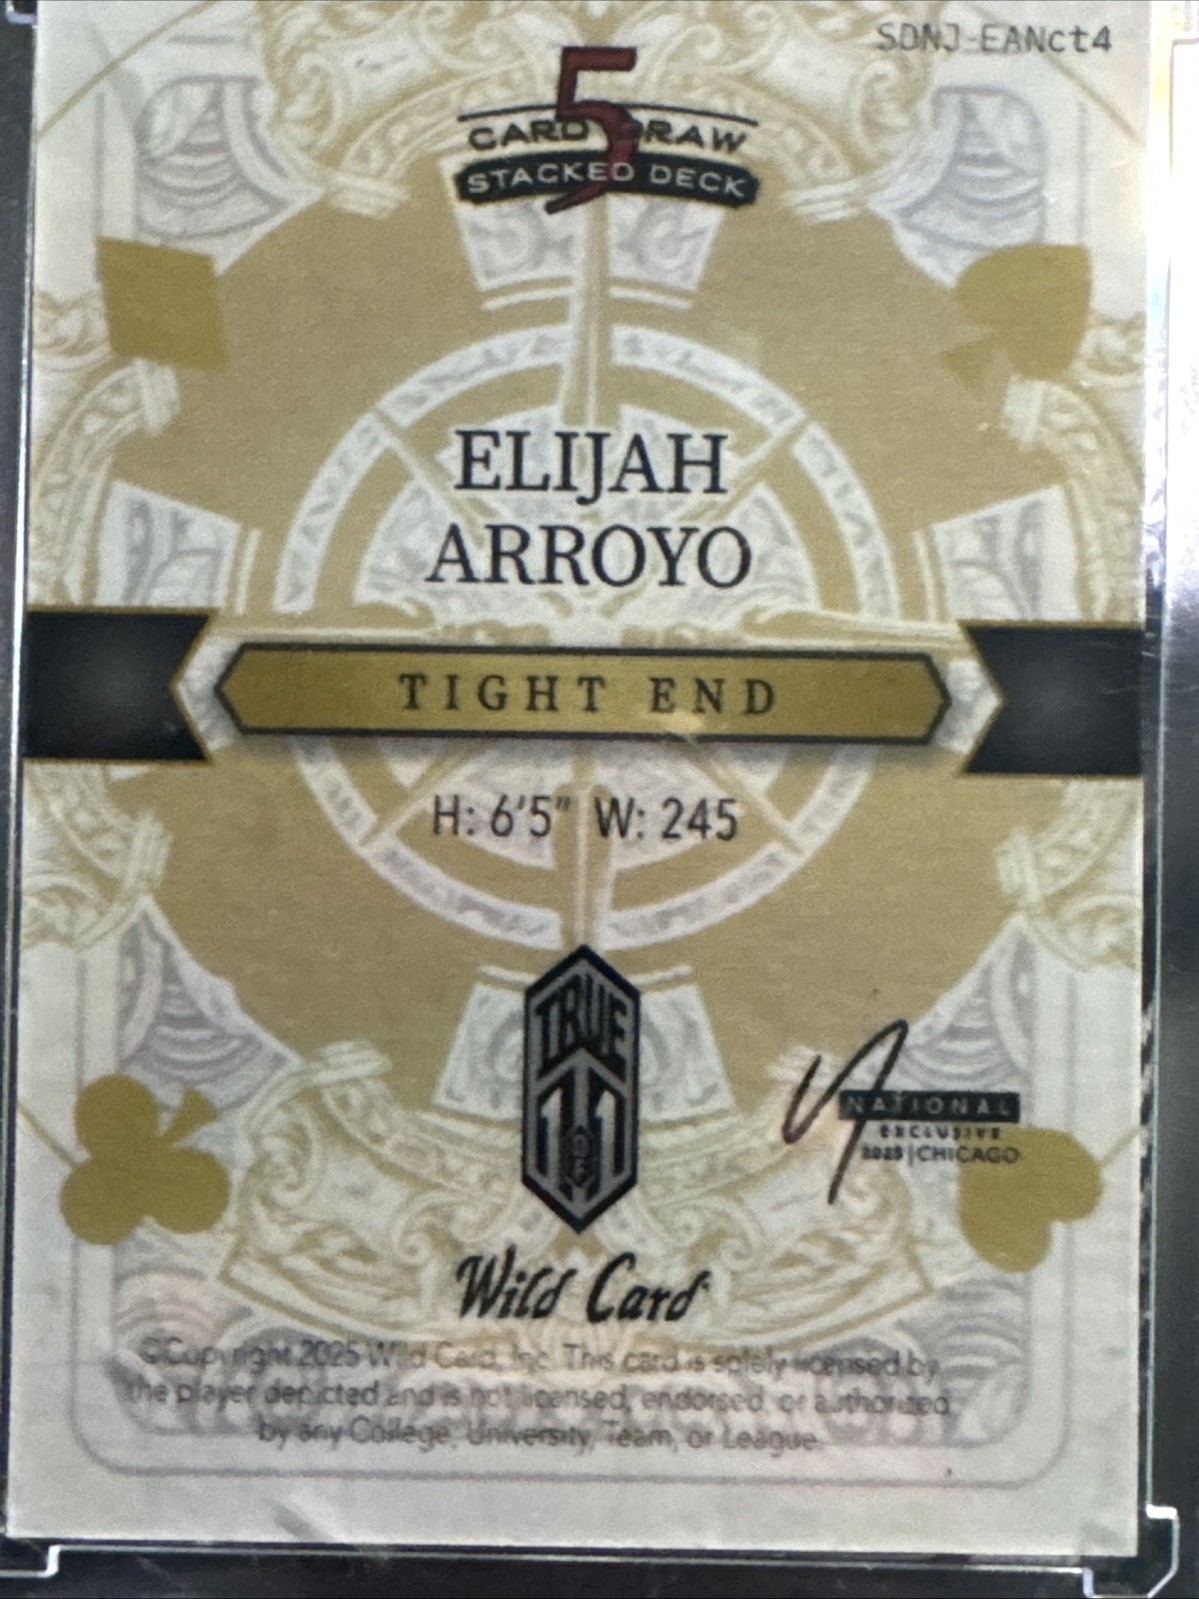 SDNJ-EANct4
5
CARD DRAW
STACKED DECK
ELIJAH
ARROYO
TIGHT END
H: 6'5" W: 245
TRUE
1 OF 1
NATIONAL
EXCLUSIVE
2025 | CHICAGO
Wild Card
©Copyright 2025 Wild Card, Inc. This card is solely licensed by
the player depicted and is not licensed, endorsed, or authorized
by any College, University, Team, or League.